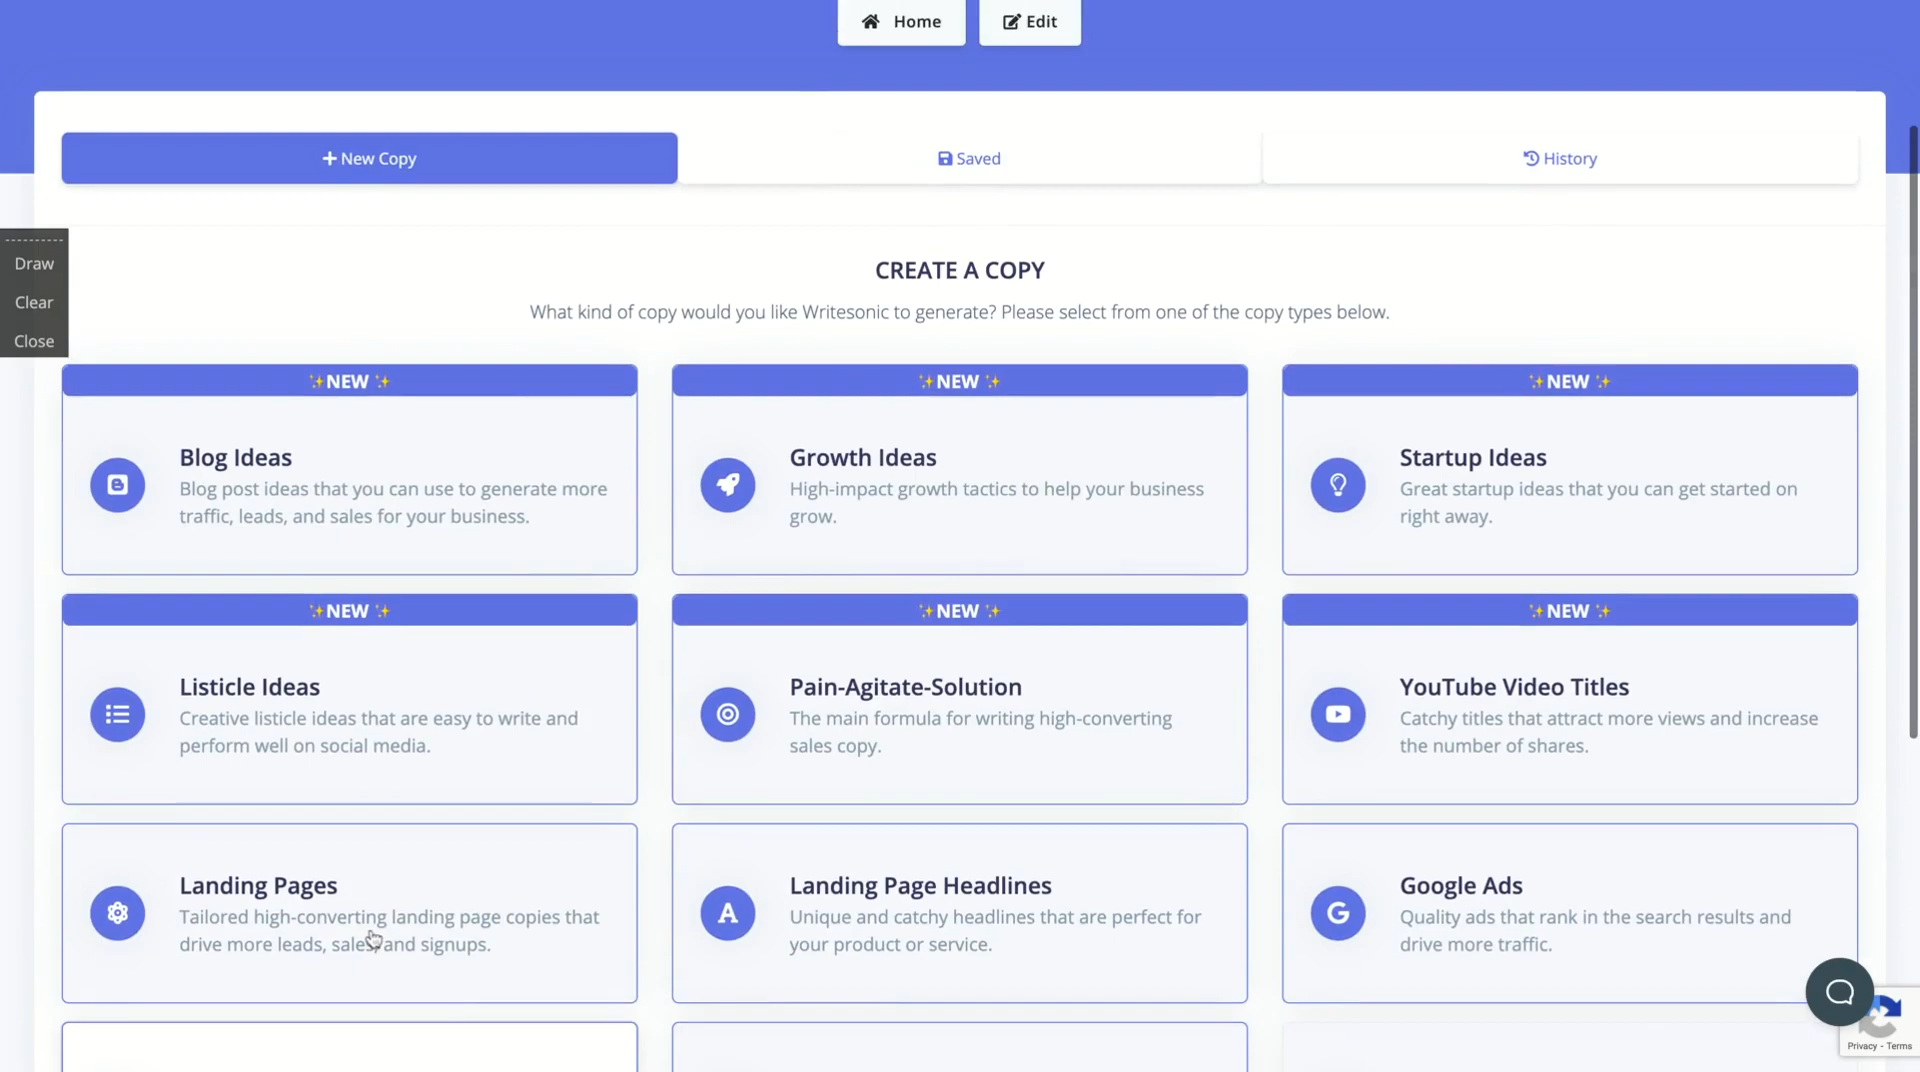 Home Edit
New Copy Saved History
Draw
Clear
Close
CREATE A COPY
What kind of copy would you like Writesonic to generate? Please select from one of the copy types below.
✨NEW ✨
Blog Ideas
Blog post ideas that you can use to generate more
traffic, leads, and sales for your business.
✨NEW ✨
Growth Ideas
High-impact growth tactics to help your business
grow.
✨NEW ✨
Startup Ideas
Great startup ideas that you can get started on
right away.
✨NEW ✨
Listicle Ideas
Creative listicle ideas that are easy to write and
perform well on social media.
✨NEW ✨
Pain-Agitate-Solution
The main formula for writing high-converting
sales copy.
✨NEW ✨
YouTube Video Titles
Catchy titles that attract more views and increase
the number of shares.
Landing Pages
Tailored high-converting landing page copies that
drive more leads, sales, and signups.
A
Landing Page Headlines
Unique and catchy headlines that are perfect for
your product or service.
G
Google Ads
Quality ads that rank in the search results and
drive more traffic.
Privacy - Terms